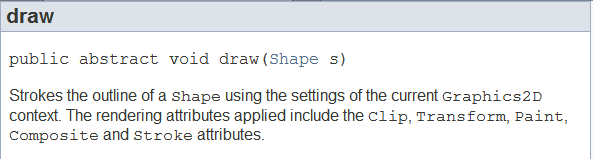 draw
public abstract void draw(Shape s)
Strokes the outline of a Shape using the settings of the current Graphics2D
context. The rendering attributes applied include the Clip, Transform, Paint,
Composite and Stroke attributes.